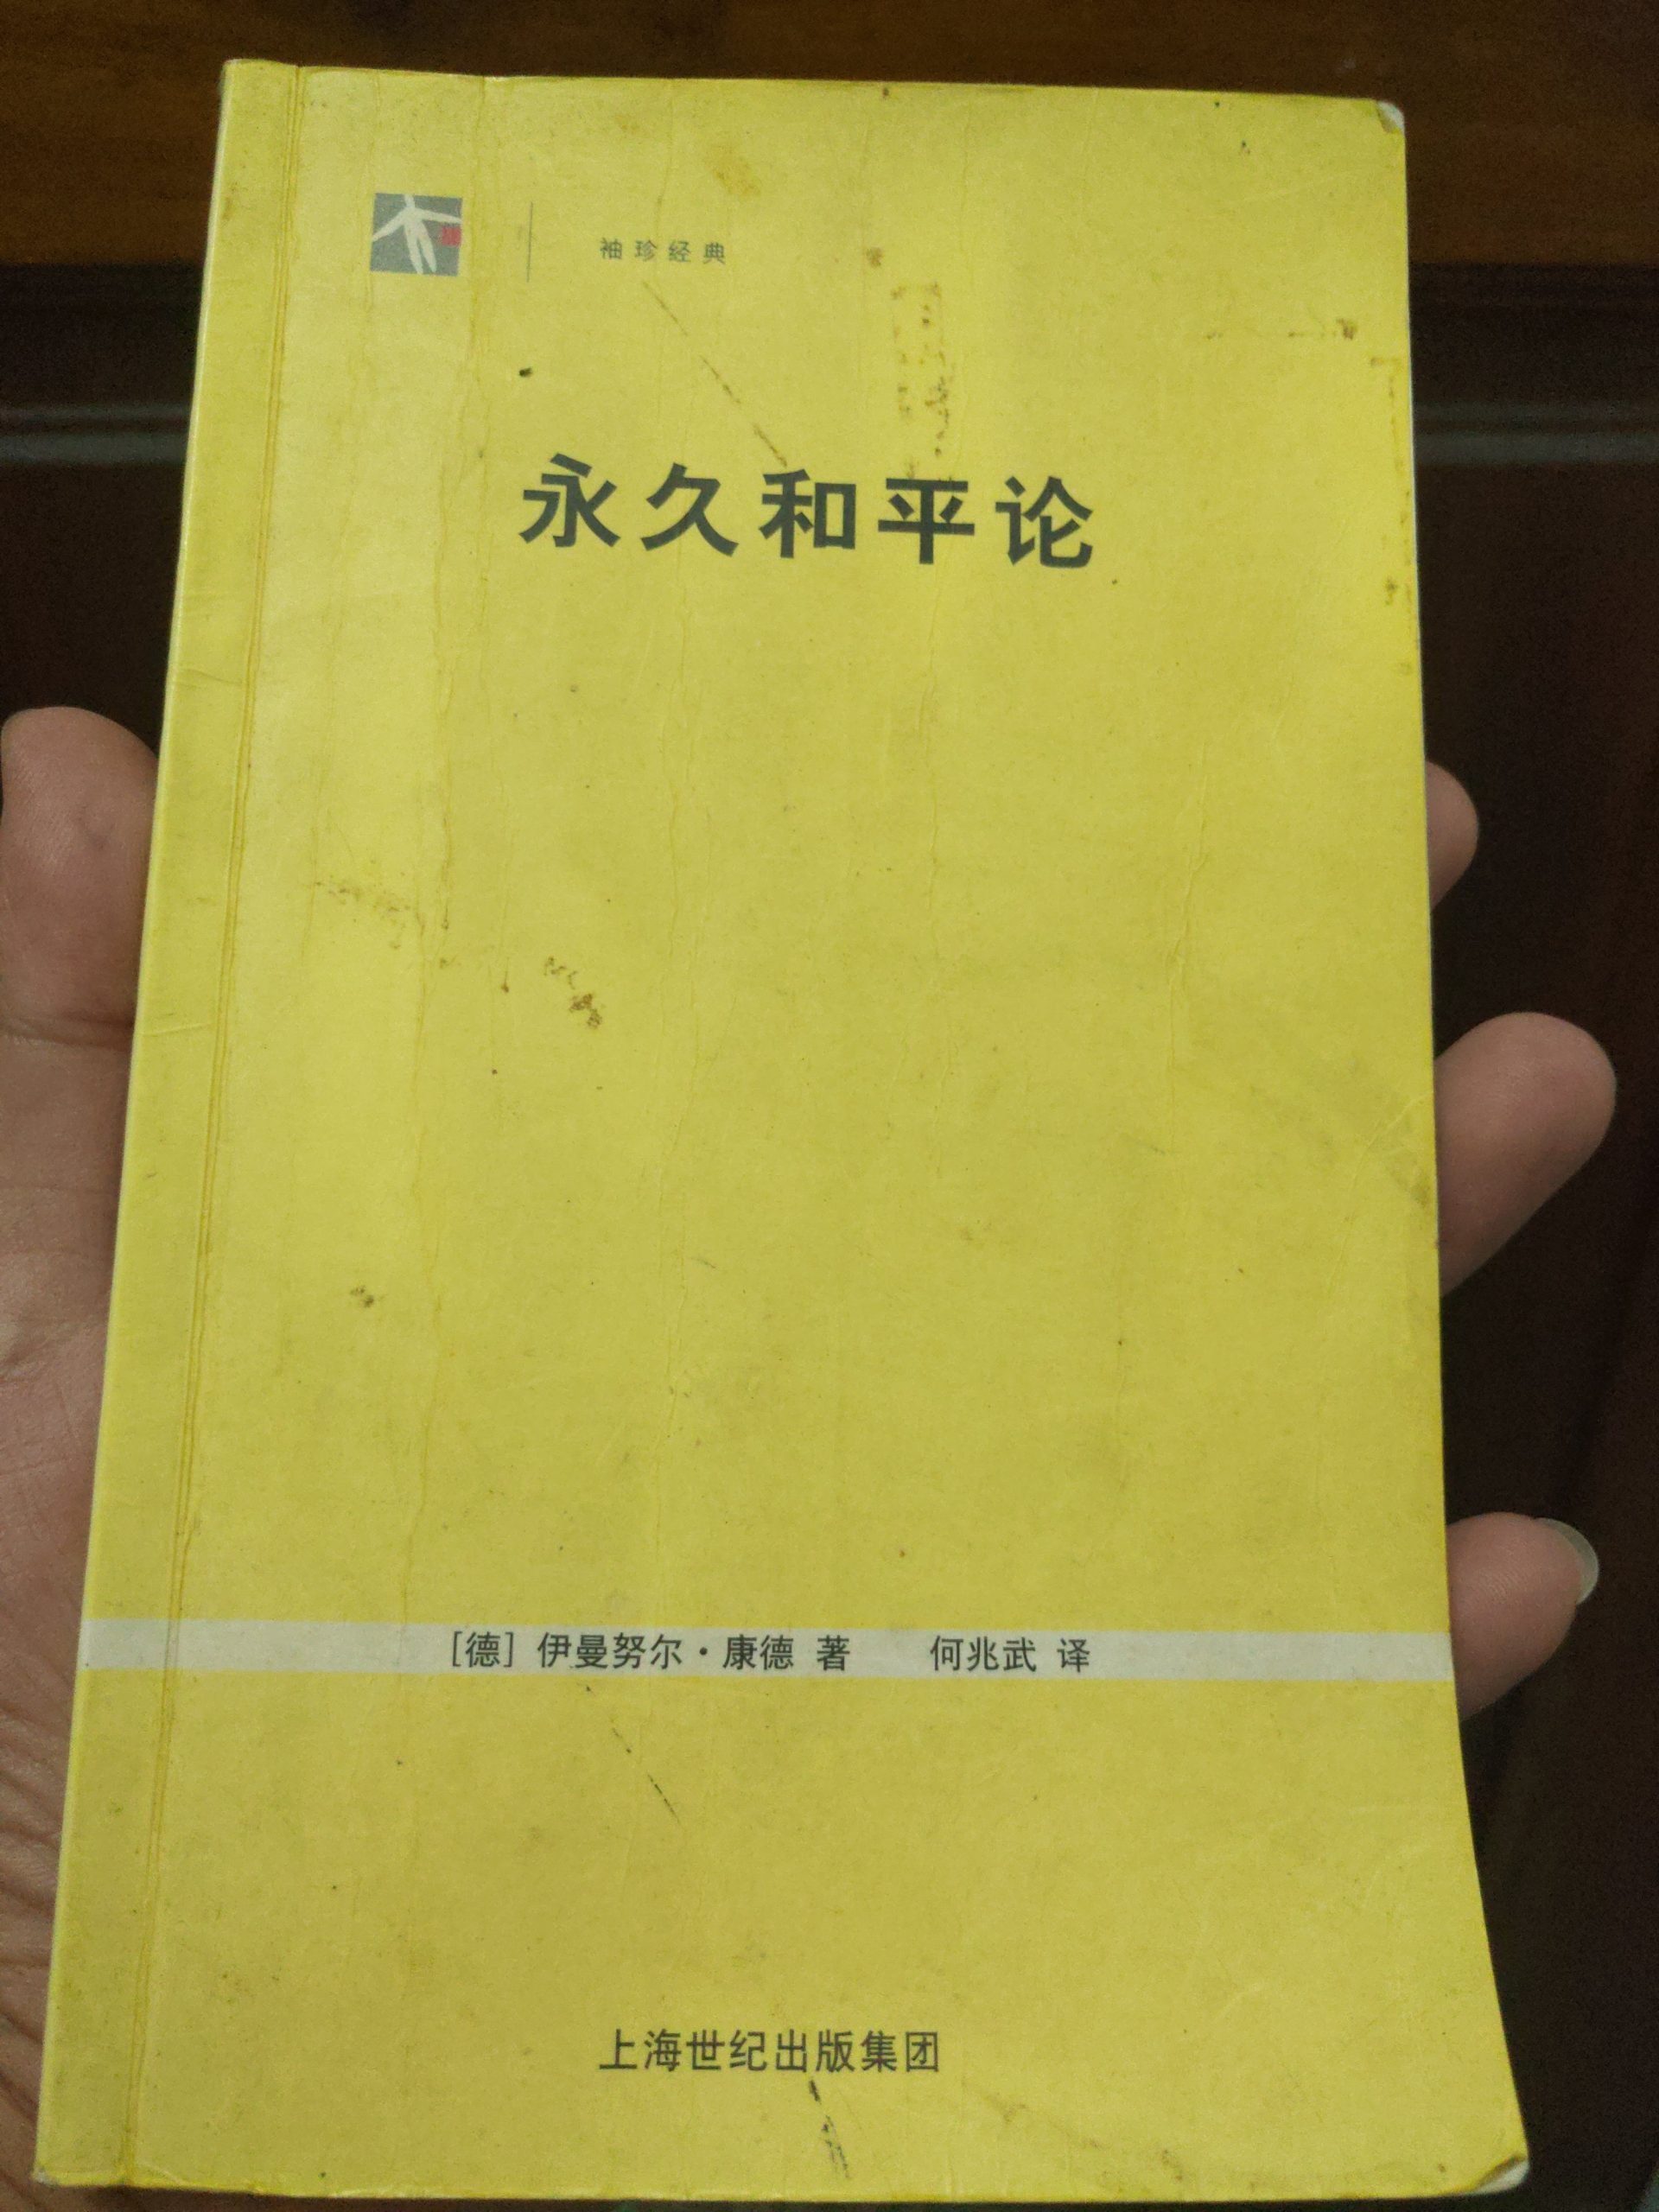 袖珍经典
永久和平论
[德] 伊曼努尔·康德 著 何兆武 译
上海世纪出版集团